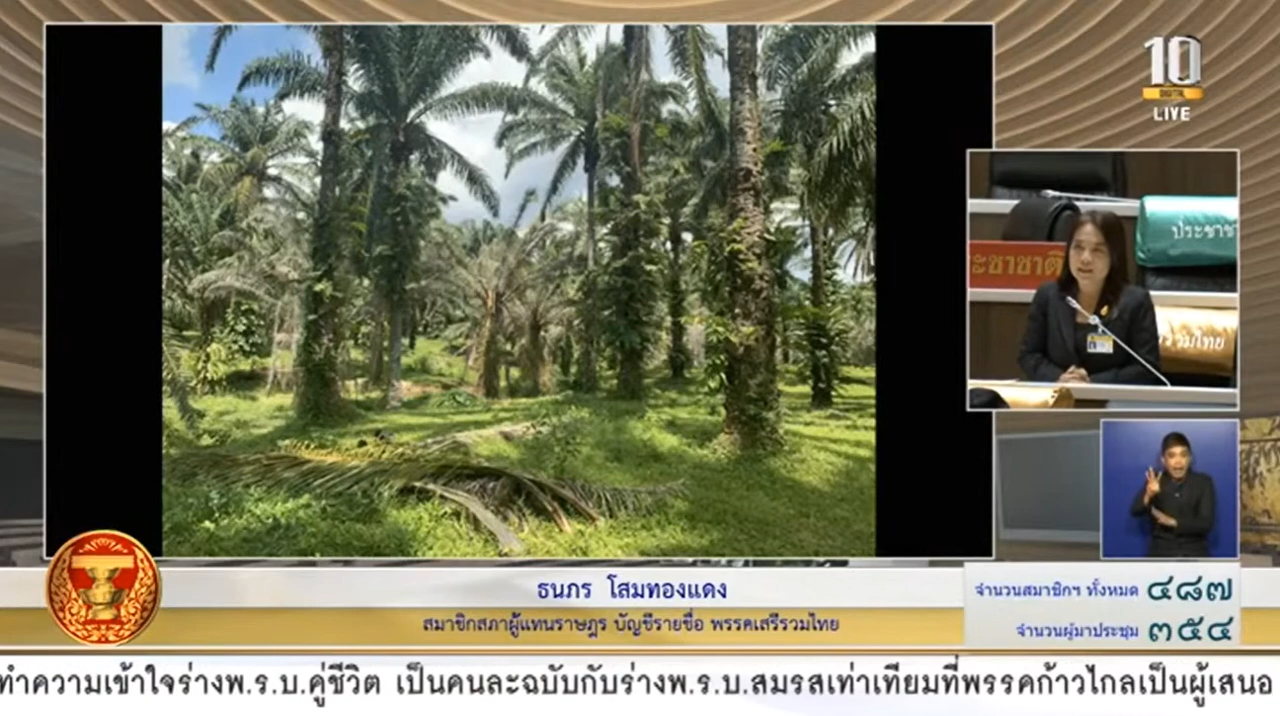 10
DIGITAL
LIVE
ประชาชา
ระชาชาติ
รวมไทย
ธนภร โสมทองแดง
สมาชิกสภาผู้แทนราษฎร บัญชีรายชื่อ พรรคเสรีรวมไทย
จำนวนสมาชิกฯ ทั้งหมด ๔๘๗
จำนวนผู้มาประชุม ๓๕๔
ทำความเข้าใจร่างพ.ร.บ.คู่ชีวิต เป็นคนละฉบับกับร่างพ.ร.บ.สมรสเท่าเทียมที่พรรคก้าวไกลเป็นผู้เสนอ